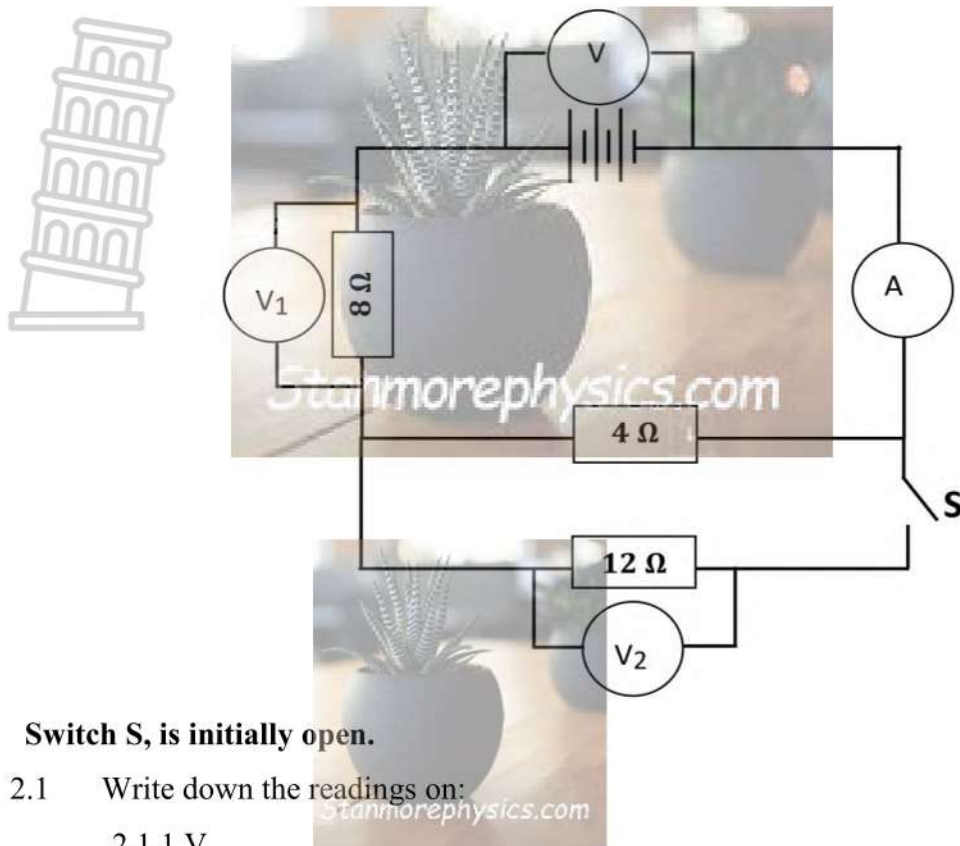 V
V1
8 Ω
A
Stanmorephysics.com
4 Ω
S
12 Ω
V2
Switch S, is initially open.
2.1 Write down the readings on:
Stanmorephysics.com
2.1.1 V